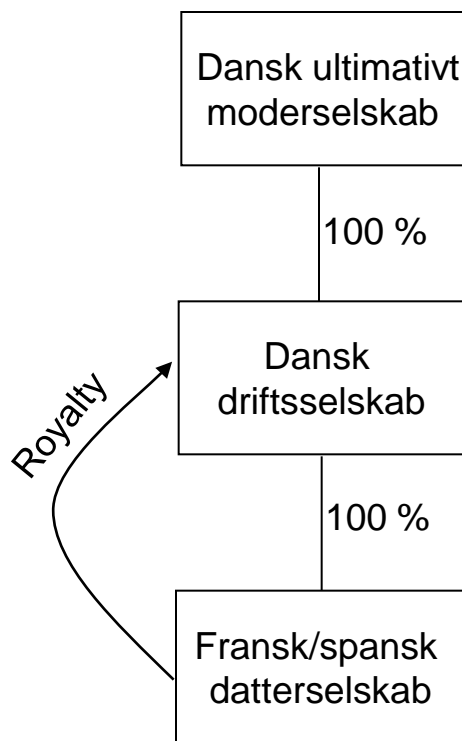 Dansk ultimativt
moderselskab
100 %
Dansk
driftsselskab
Royalty
100 %
Fransk/spansk
datterselskab